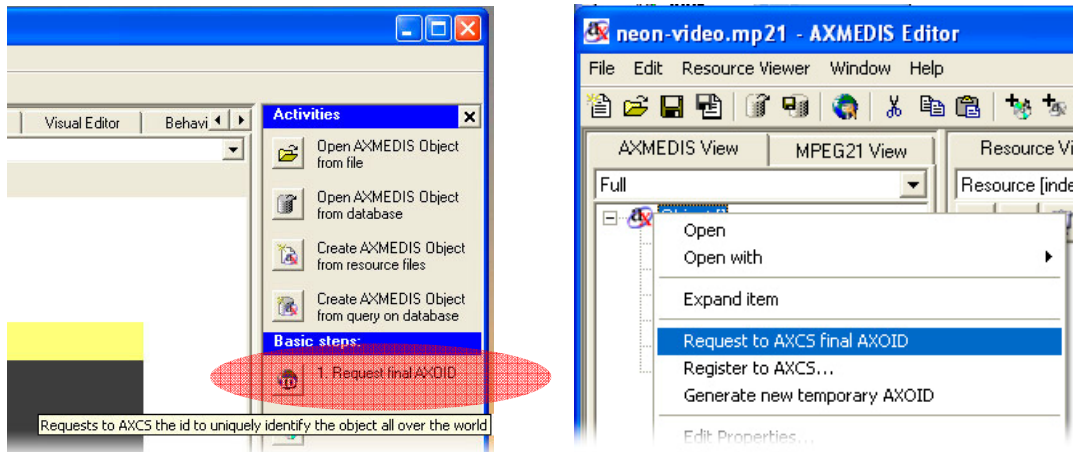 Visual Editor
Behavi
Activities
Open AXMEDIS Object
from file
Open AXMEDIS Object
from database
Create AXMEDIS Object
from resource files
Create AXMEDIS Object
from query on database
Basic steps:
ID
1. Request final AXOID
Requests to AXCS the id to uniquely identify the object all over the world
neon-video.mp21 - AXMEDIS Editor
File Edit Resource Viewer Window Help
AXMEDIS View
MPEG21 View
Resource Vi
Full
Resource [inde
Open
Open with
Expand item
Request to AXCS final AXOID
Register to AXCS...
Generate new temporary AXOID
Edit Properties...